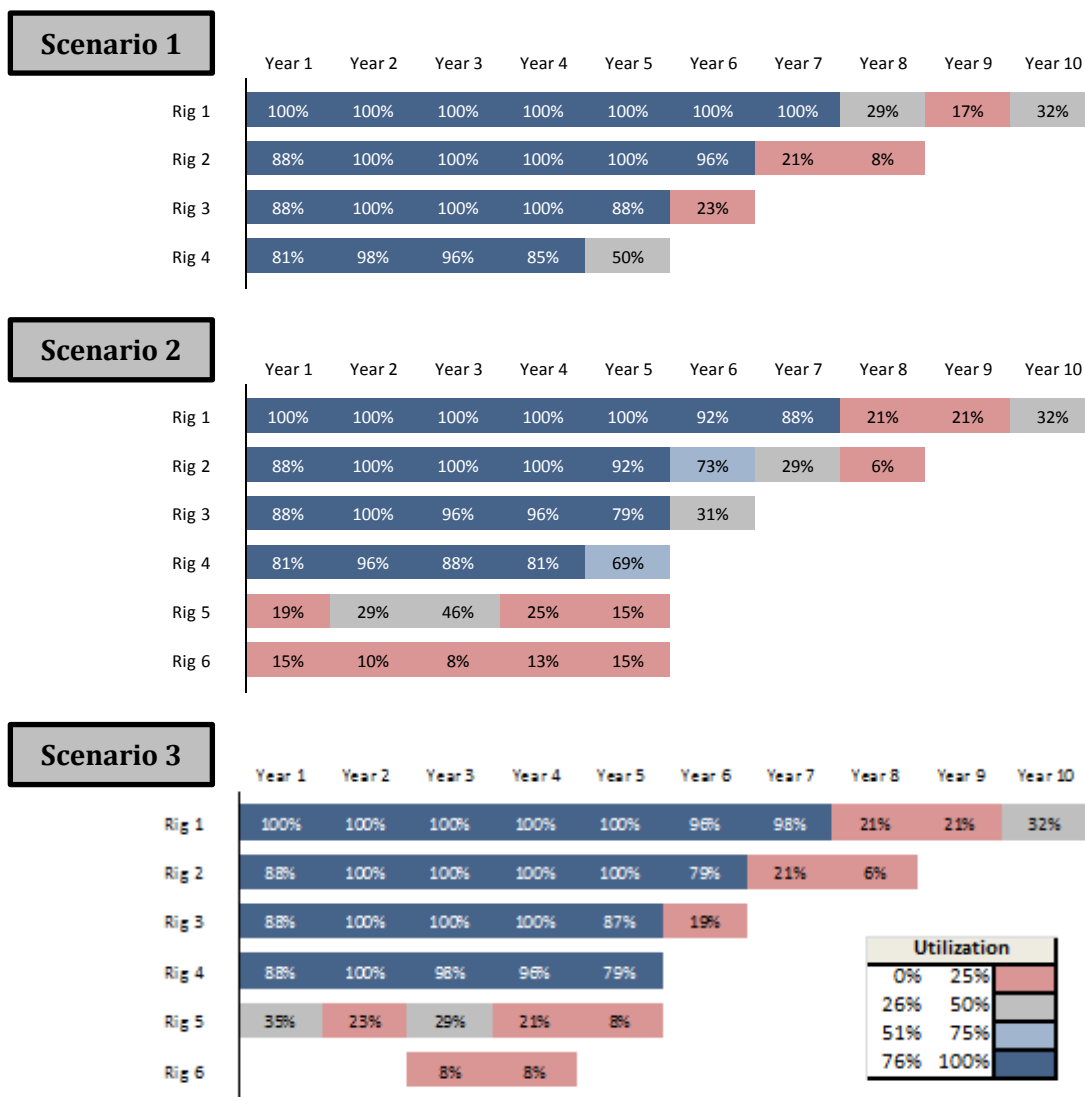 Scenario 1
Year 1 Year 2 Year 3 Year 4 Year 5 Year 6 Year 7 Year 8 Year 9 Year 10
Rig 1 100% 100% 100% 100% 100% 100% 100% 29% 17% 32%
Rig 2 88% 100% 100% 100% 100% 96% 21% 8%
Rig 3 88% 100% 100% 100% 88% 23%
Rig 4 81% 98% 96% 85% 50%
Scenario 2
Year 1 Year 2 Year 3 Year 4 Year 5 Year 6 Year 7 Year 8 Year 9 Year 10
Rig 1 100% 100% 100% 100% 100% 92% 88% 21% 21% 32%
Rig 2 88% 100% 100% 100% 92% 73% 29% 6%
Rig 3 88% 100% 96% 96% 79% 31%
Rig 4 81% 96% 88% 81% 69%
Rig 5 19% 29% 46% 25% 15%
Rig 6 15% 10% 8% 13% 15%
Scenario 3
Year 1 Year 2 Year 3 Year 4 Year 5 Year 6 Year 7 Year 8 Year 9 Year 10
Rig 1 100% 100% 100% 100% 100% 96% 98% 21% 21% 32%
Rig 2 88% 100% 100% 100% 100% 79% 21% 6%
Rig 3 88% 100% 100% 100% 87% 19%
Rig 4 88% 100% 98% 96% 79%
Rig 5 35% 23% 29% 21% 8%
Rig 6 8% 8%
Utilization
0% 25%
26% 50%
51% 75%
76% 100%